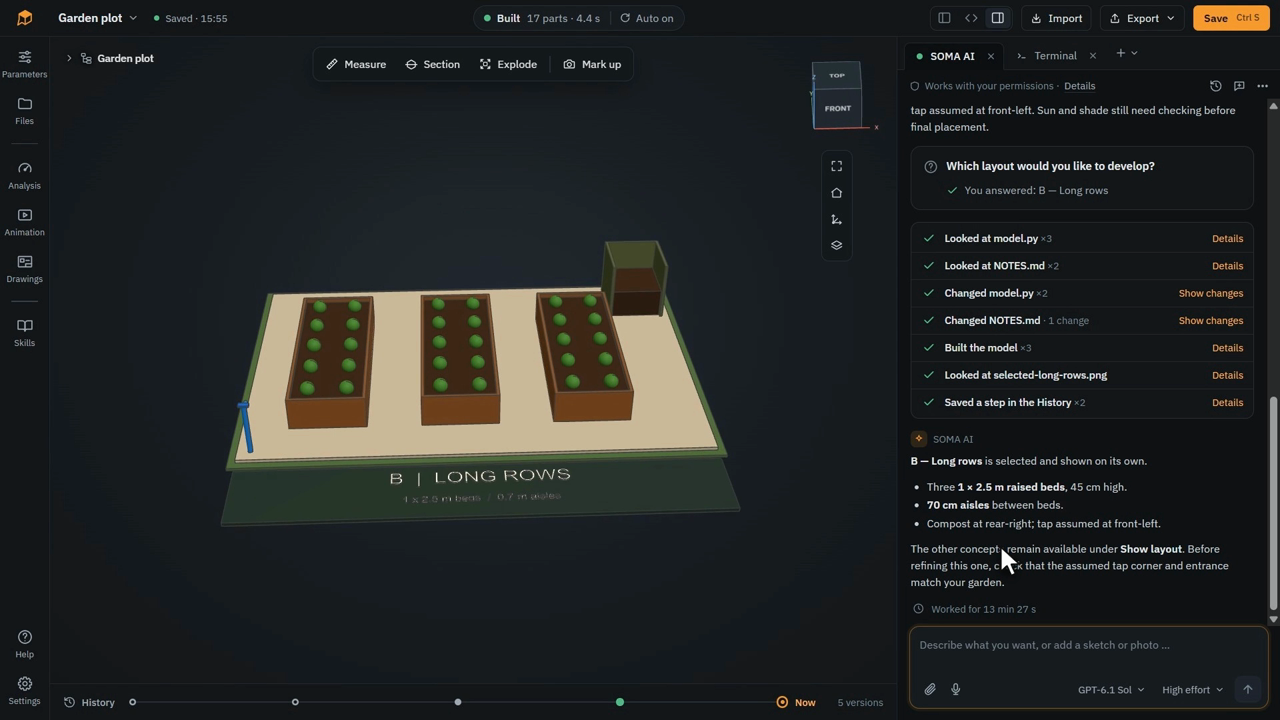 Garden plot
Saved · 15:55
Built 17 parts · 4.4 s
Auto on
Import
Export
Save Ctrl S
Parameters
Files
Analysis
Animation
Drawings
Skills
Help
Settings
Garden plot
Measure
Section
Explode
Mark up
TOP
FRONT
Z
Y
X
B | LONG ROWS
1 x 2.5 m beds / 0.7 m aisles
History
Now
5 versions
SOMA AI
Terminal
Works with your permissions · Details
tap assumed at front-left. Sun and shade still need checking before
final placement.
Which layout would you like to develop?
You answered: B — Long rows
Looked at model.py ×3 Details
Looked at NOTES.md ×2 Details
Changed model.py ×2 Show changes
Changed NOTES.md · 1 change Show changes
Built the model ×3 Details
Looked at selected-long-rows.png Details
Saved a step in the History ×2 Details
SOMA AI
B — Long rows is selected and shown on its own.
• Three 1 × 2.5 m raised beds, 45 cm high.
• 70 cm aisles between beds.
• Compost at rear-right; tap assumed at front-left.
The other concept remain available under Show layout. Before
refining this one, that the assumed tap corner and entrance
match your garden.
Worked for 13 min 27 s
Describe what you want, or add a sketch or photo ...
GPT-6.1 Sol
High effort